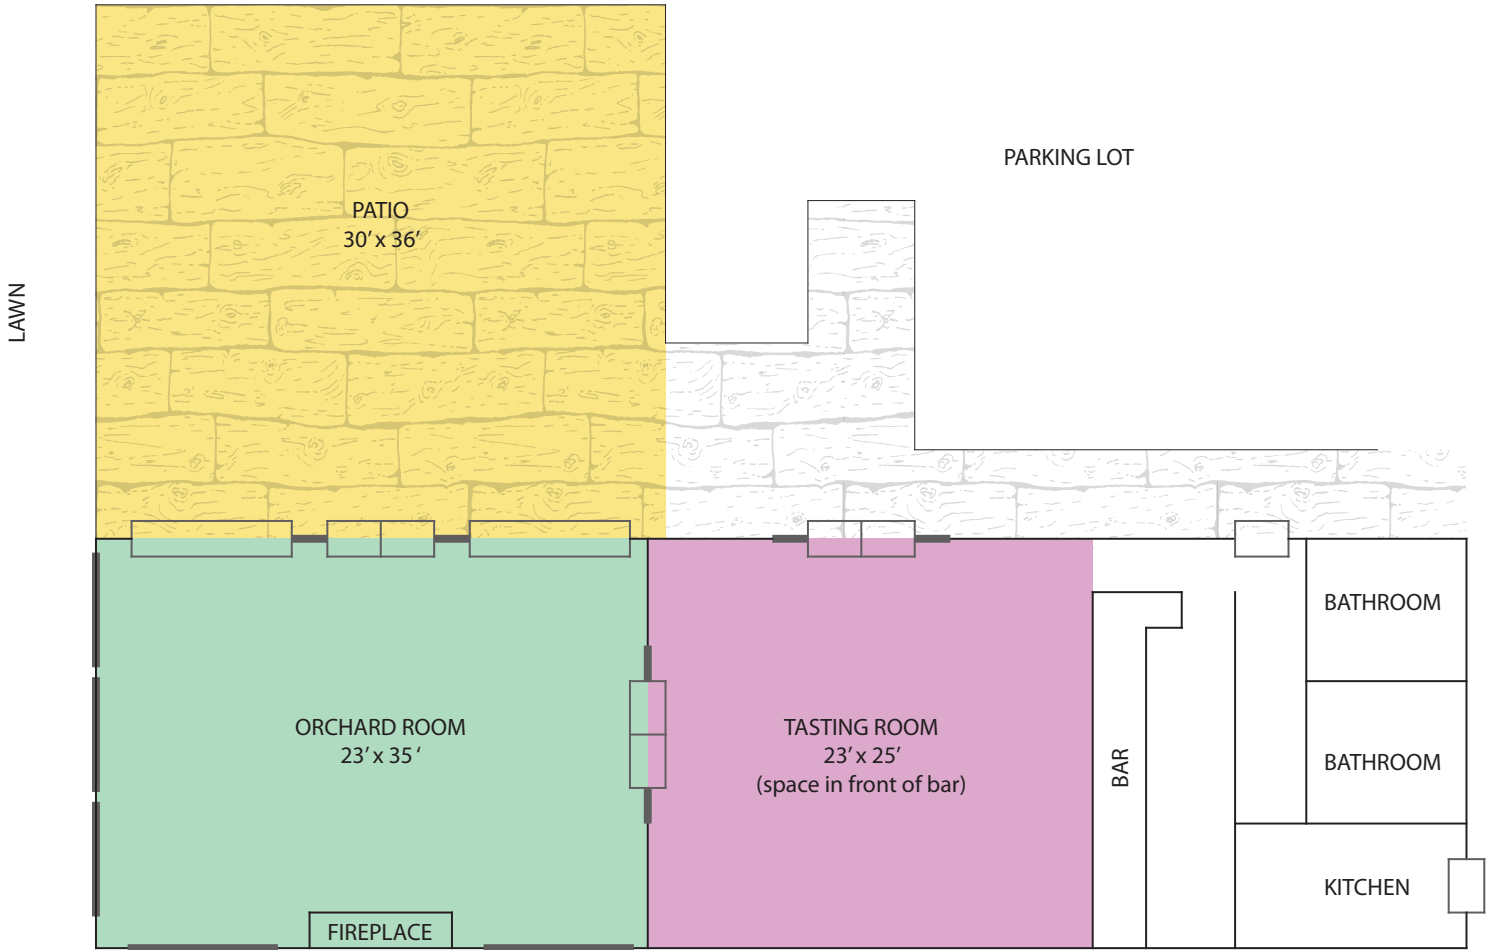 PARKING LOT
PATIO
30’ x 36’
LAWN
BATHROOM
ORCHARD ROOM
23’ x 35 ‘
TASTING ROOM
23’ x 25’
(space in front of bar)
BAR
BATHROOM
KITCHEN
FIREPLACE